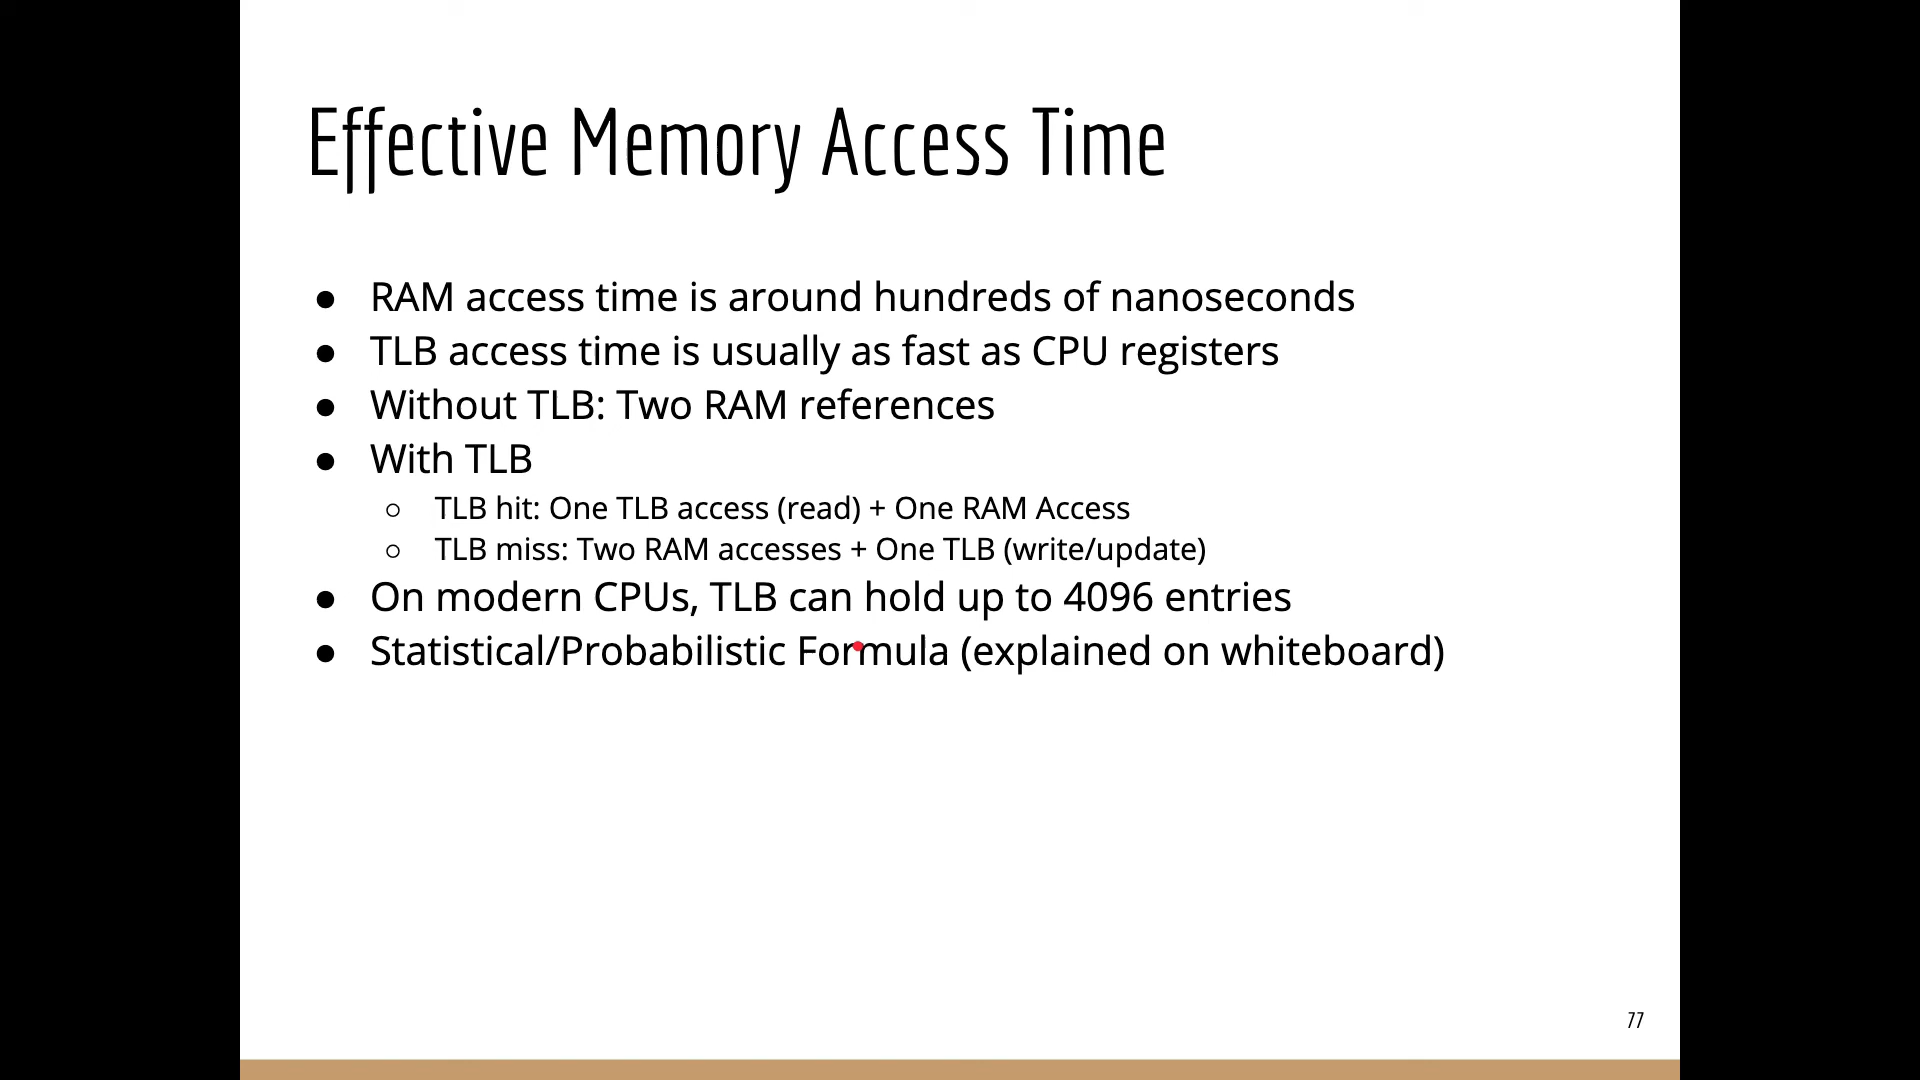 Effective Memory Access Time
● RAM access time is around hundreds of nanoseconds
● TLB access time is usually as fast as CPU registers
● Without TLB: Two RAM references
● With TLB
○ TLB hit: One TLB access (read) + One RAM Access
○ TLB miss: Two RAM accesses + One TLB (write/update)
● On modern CPUs, TLB can hold up to 4096 entries
● Statistical/Probabilistic Formula (explained on whiteboard)
77